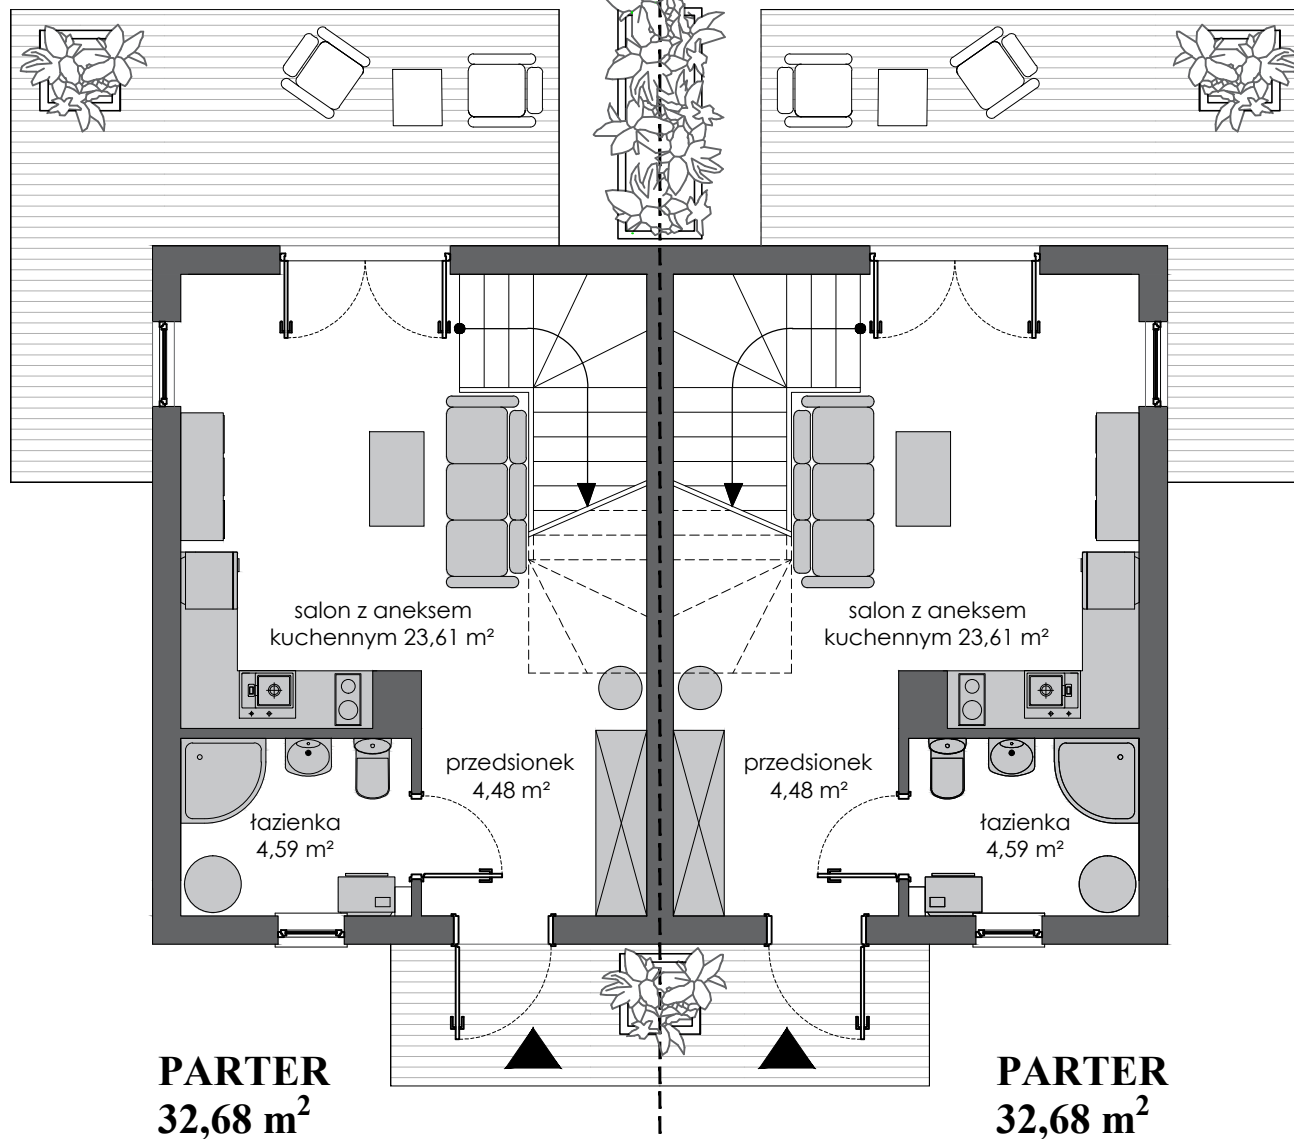 salon z aneksem
kuchennym 23,61 m²
salon z aneksem
kuchennym 23,61 m²
przedsionek
4,48 m²
przedsionek
4,48 m²
łazienka
4,59 m²
łazienka
4,59 m²
PARTER
32,68 m²
PARTER
32,68 m²